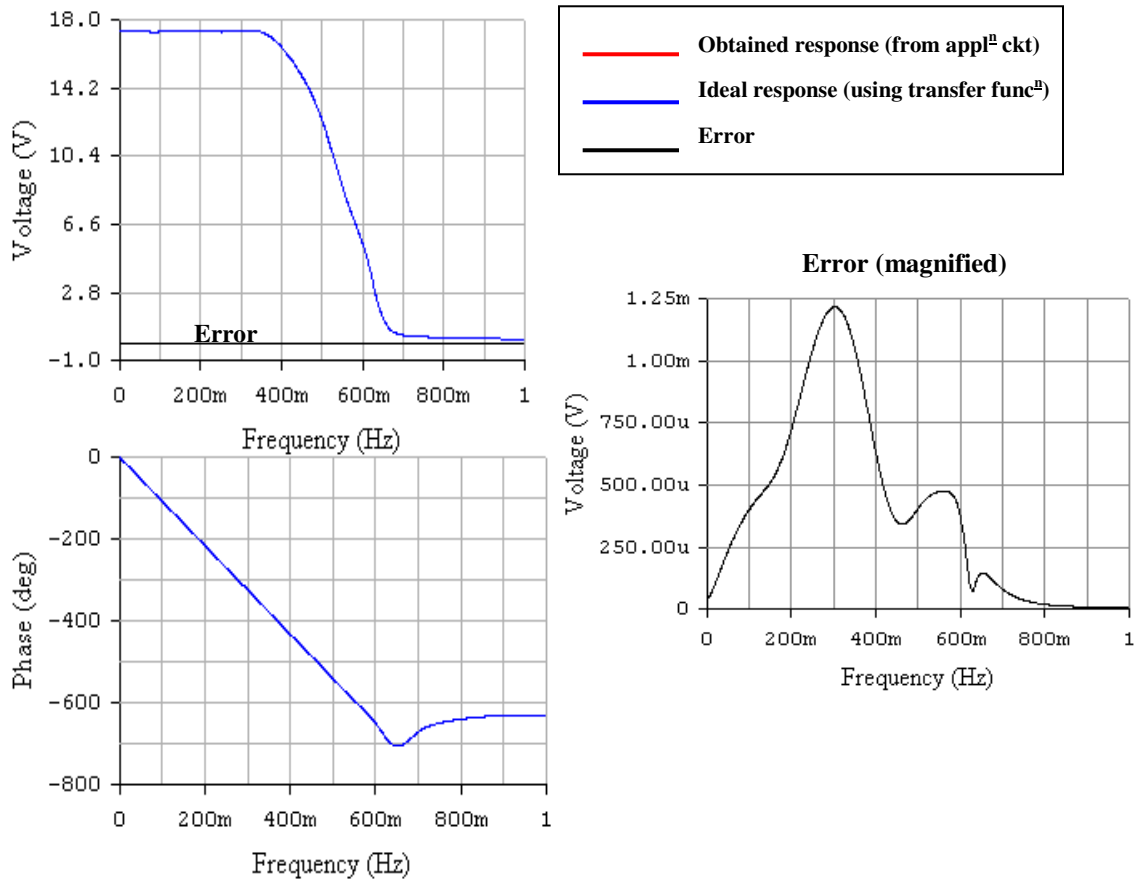 18.0
14.2
10.4
6.6
2.8
-1.0
Voltage (V)
Error
0 200m 400m 600m 800m 1
Frequency (Hz)
Obtained response (from applⁿ ckt)
Ideal response (using transfer funcⁿ)
Error
0
-200
-400
-600
-800
Phase (deg)
0 200m 400m 600m 800m 1
Frequency (Hz)
Error (magnified)
1.25m
1.00m
750.00u
500.00u
250.00u
0
Voltage (V)
0 200m 400m 600m 800m 1
Frequency (Hz)